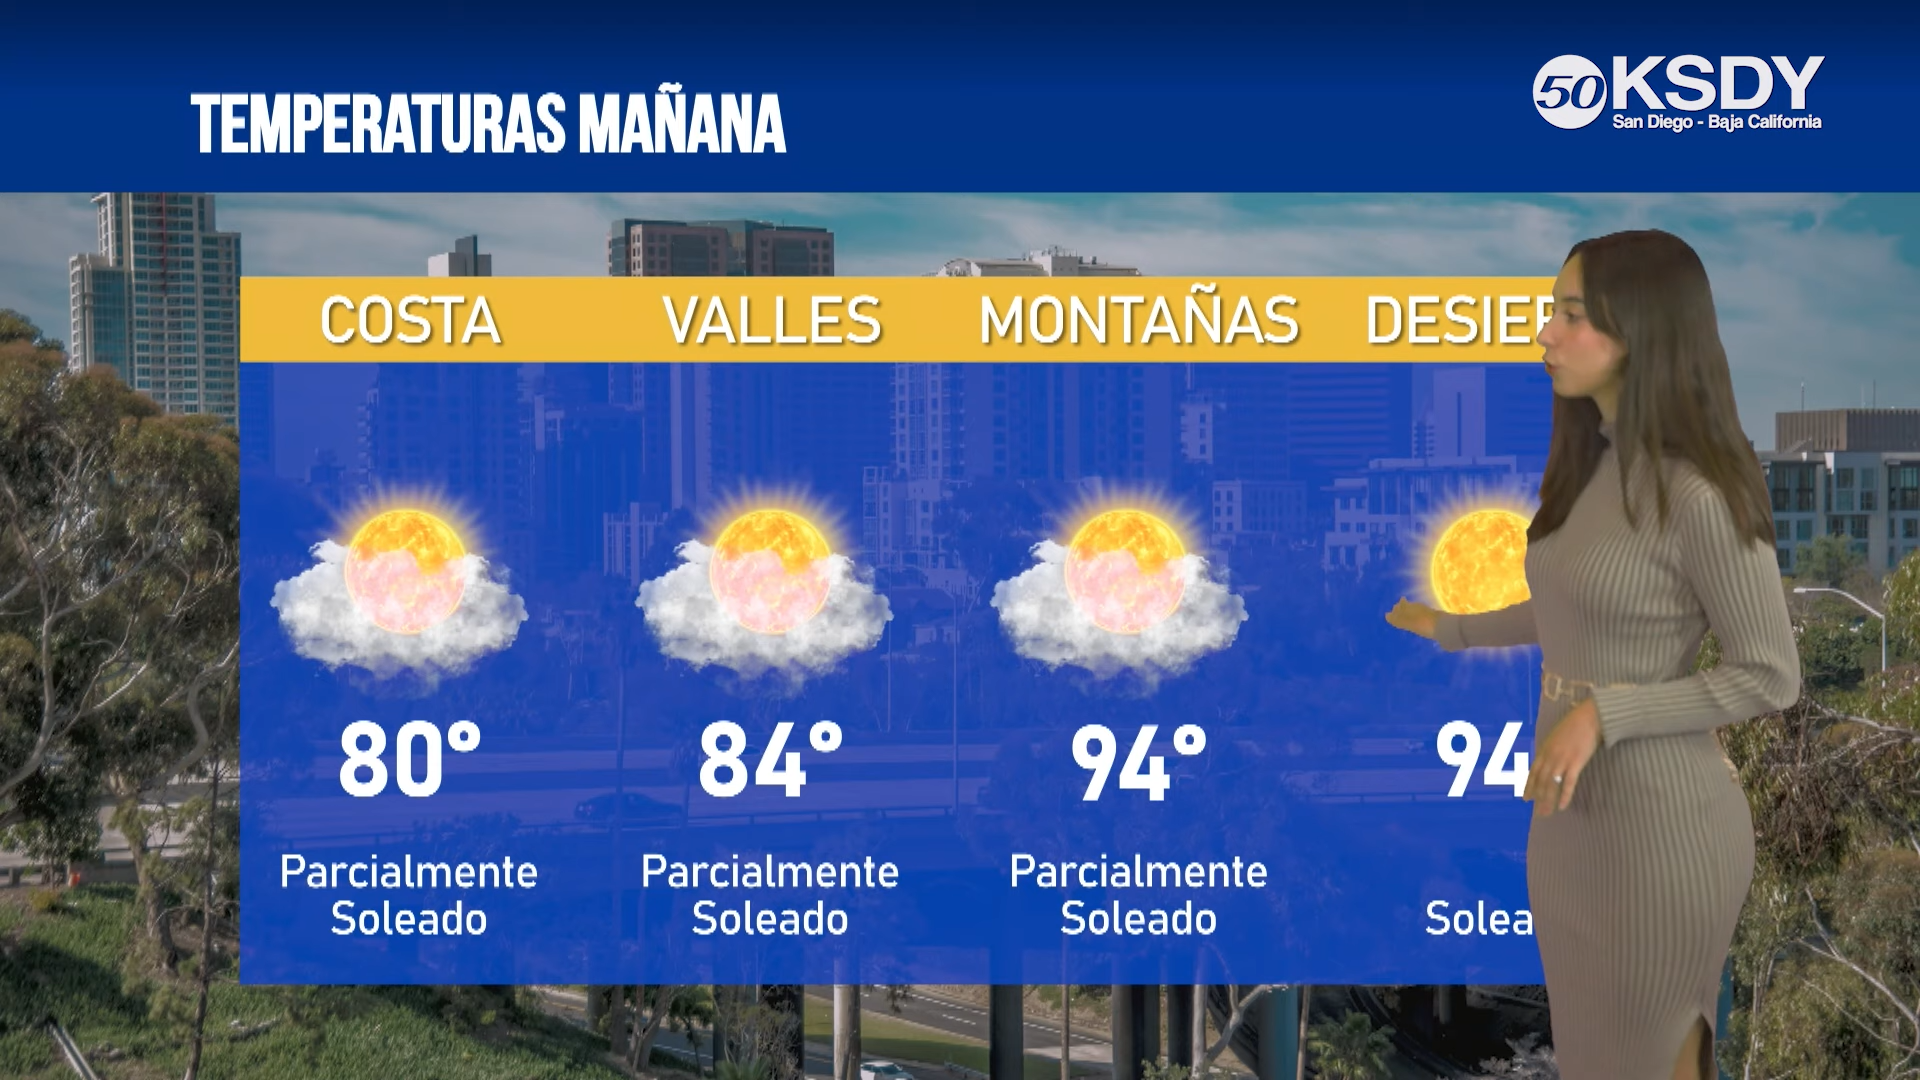 TEMPERATURAS MAÑANA
50 KSDY
San Diego - Baja California
COSTA VALLES MONTAÑAS
80° 84° 94° 94
Parcialmente Parcialmente Parcialmente
Soleado Soleado Soleado